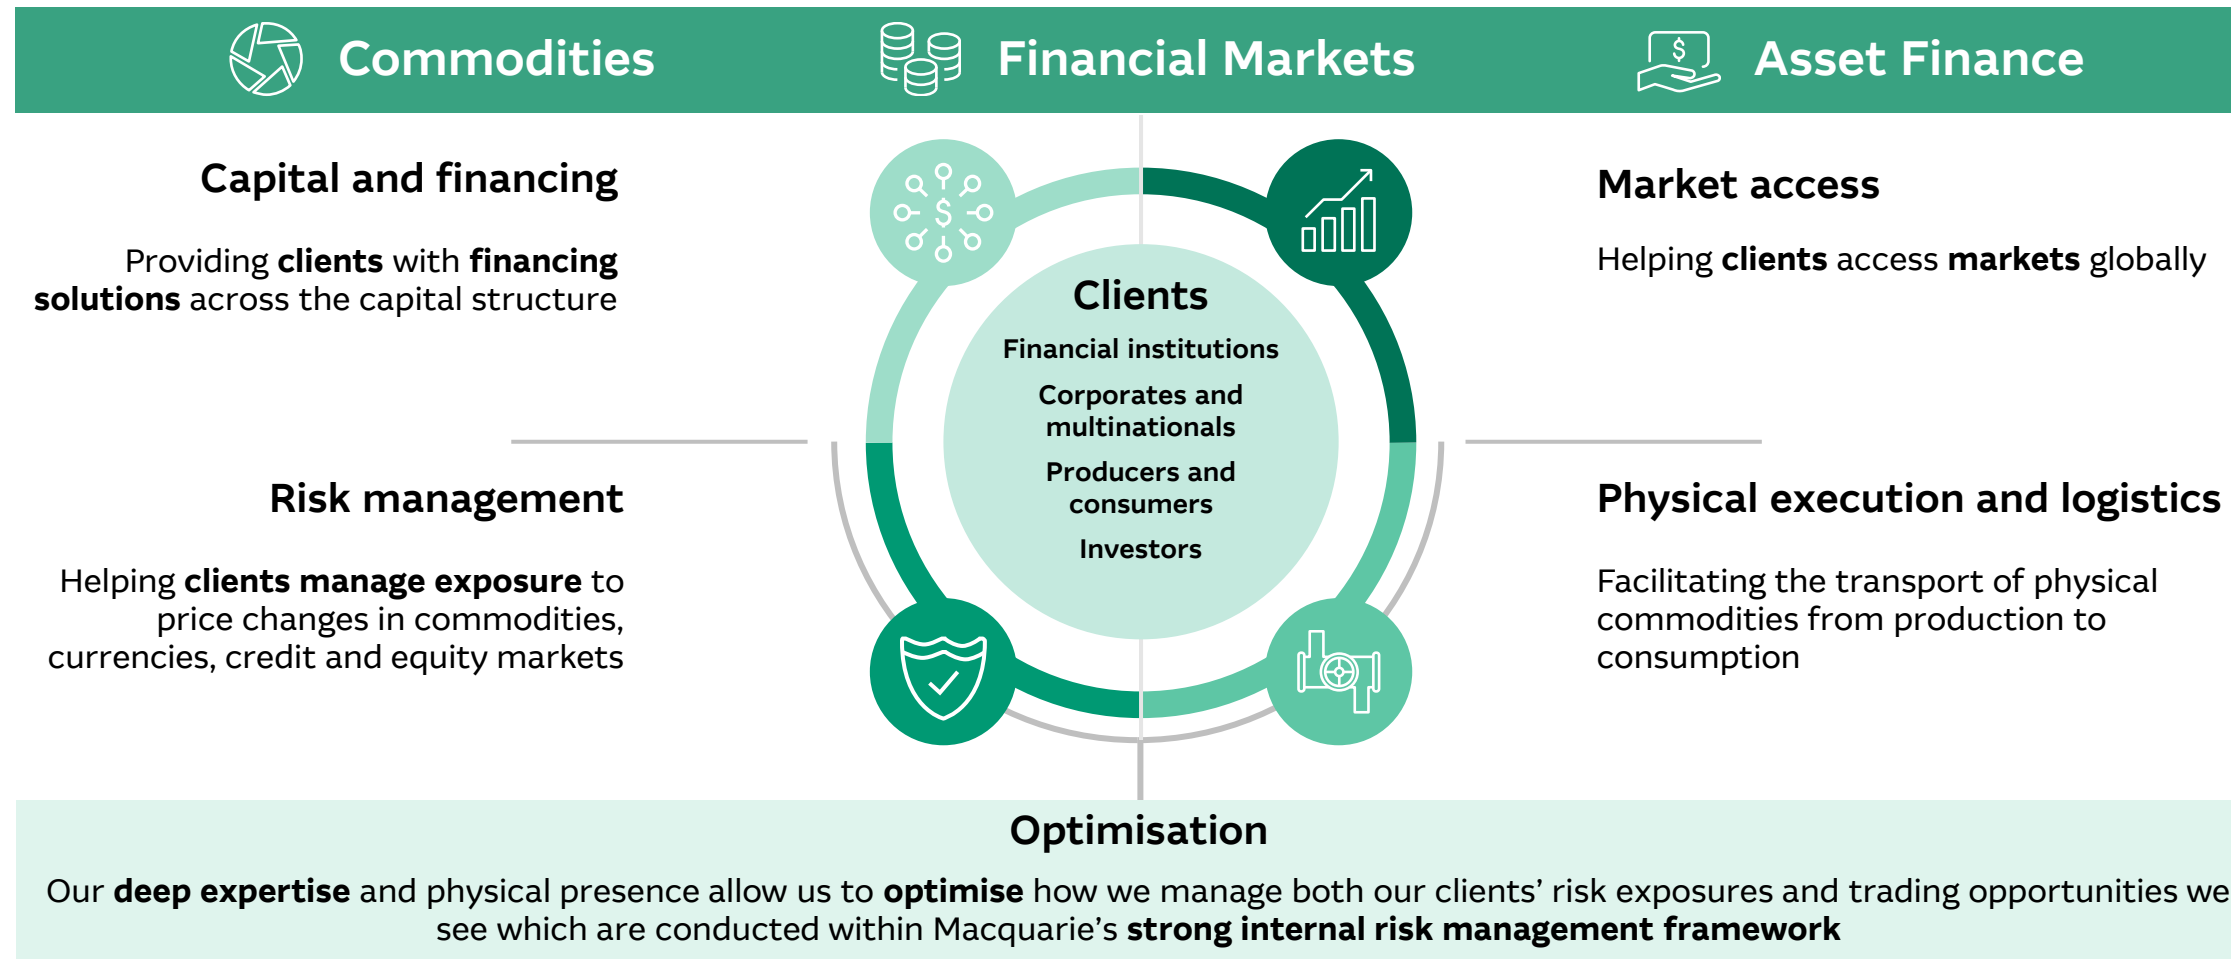 Commodities
Financial Markets
Asset Finance
Capital and financing
Providing clients with financing
solutions across the capital structure
Market access
Helping clients access markets globally
$
$
Clients
Financial institutions
Corporates and
multinationals
Producers and
consumers
Investors
Risk management
Helping clients manage exposure to
price changes in commodities,
currencies, credit and equity markets
Physical execution and logistics
Facilitating the transport of physical
commodities from production to
consumption
Optimisation
Our deep expertise and physical presence allow us to optimise how we manage both our clients’ risk exposures and trading opportunities we
see which are conducted within Macquarie’s strong internal risk management framework